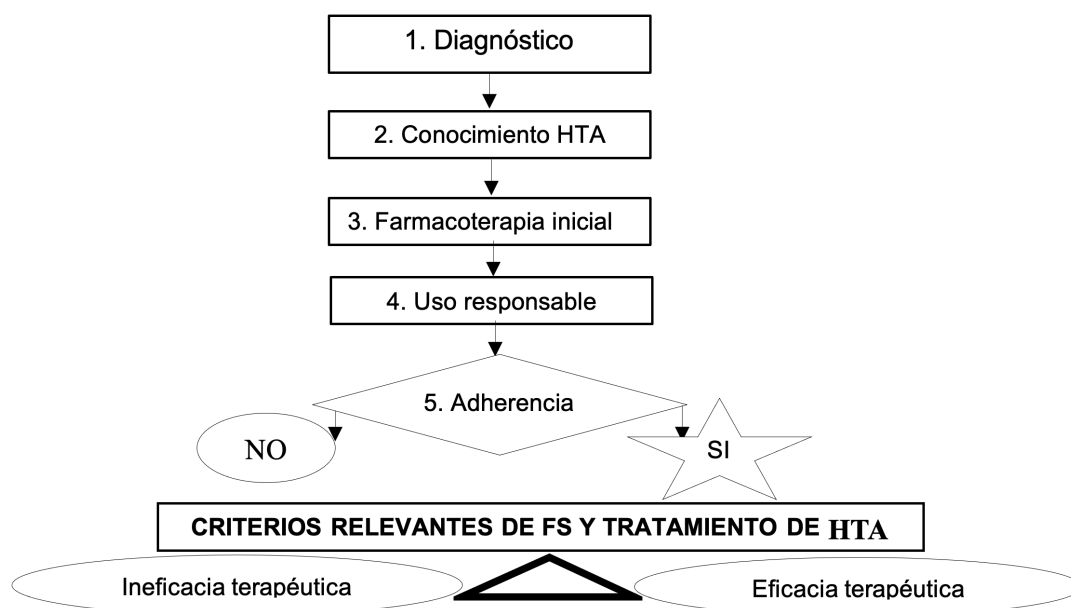 1. Diagnóstico
2. Conocimiento HTA
3. Farmacoterapia inicial
4. Uso responsable
5. Adherencia
NO
SI
CRITERIOS RELEVANTES DE FS Y TRATAMIENTO DE HTA
Ineficacia terapéutica
Eficacia terapéutica